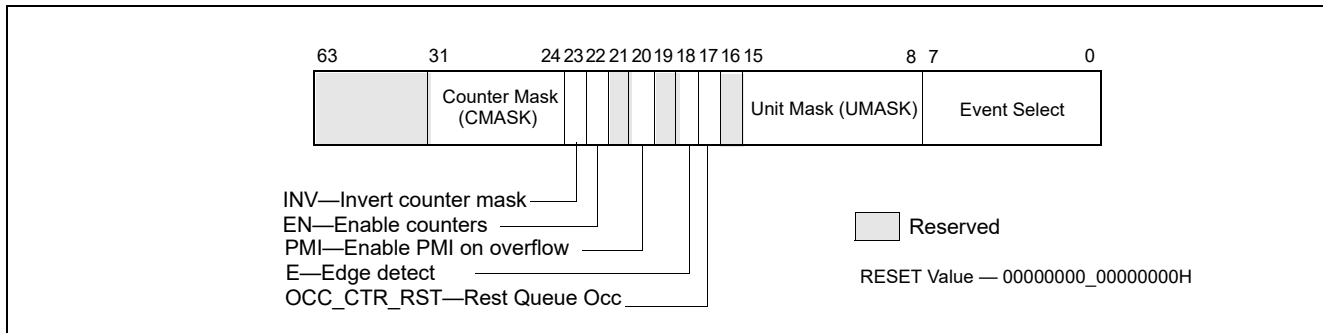 63 31 24 23 22 21 20 19 18 17 16 15 8 7 0
Counter Mask
(CMASK)
Unit Mask (UMASK)
Event Select
INV—Invert counter mask
EN—Enable counters
PMI—Enable PMI on overflow
E—Edge detect
OCC_CTR_RST—Rest Queue Occ
Reserved
RESET Value — 00000000_00000000H